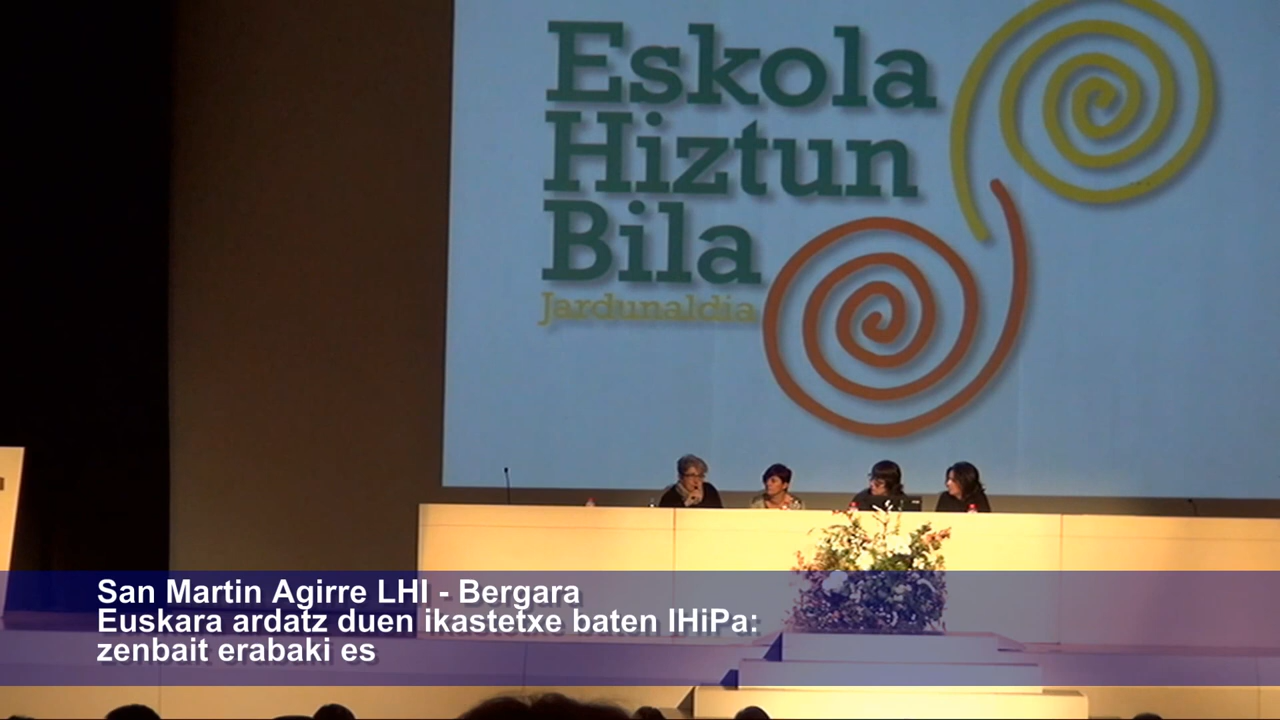 Eskola
Hiztun
Bila
Jardunaldia
San Martin Agirre LHI - Bergara
Euskara ardatz duen ikastetxe baten IHiPa:
zenbait erabaki es